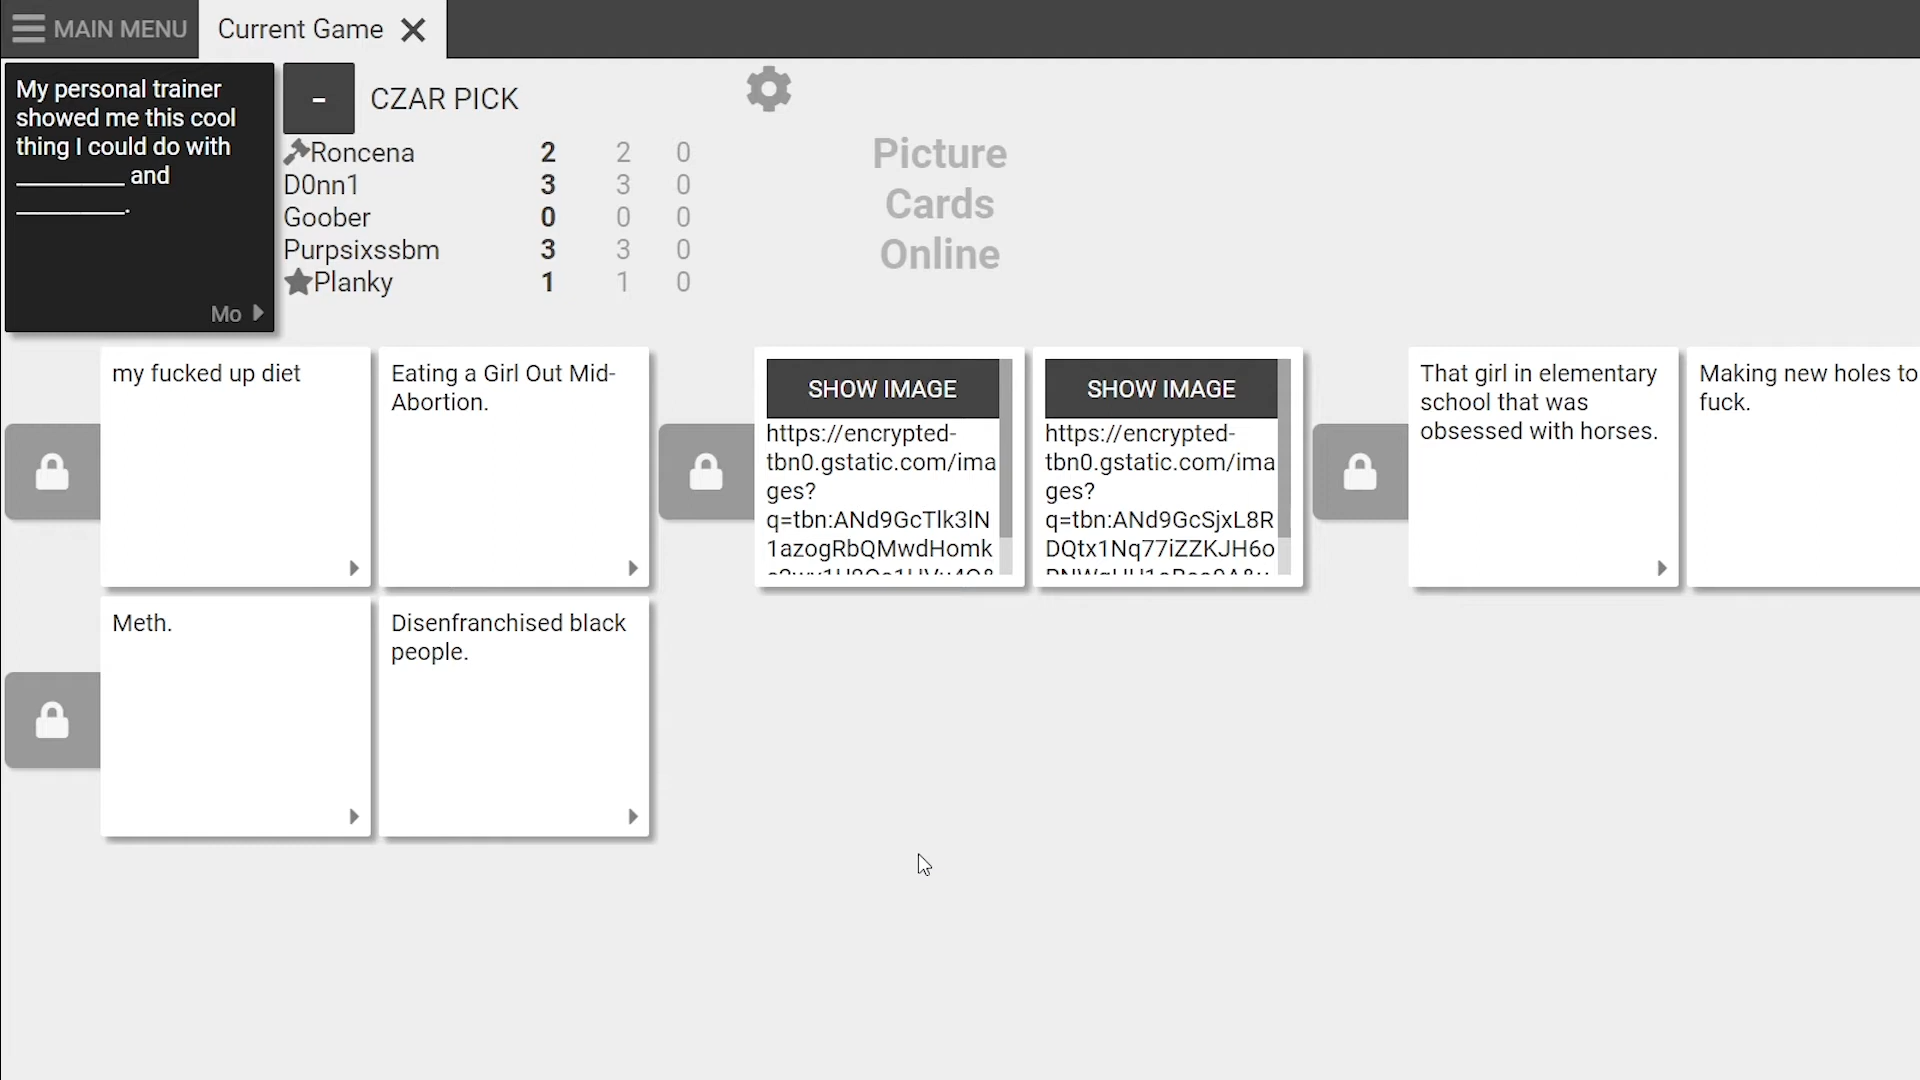 MAIN MENU
Current Game
My personal trainer
showed me this cool
thing I could do with
__________ and
__________.
Mo
-
CZAR PICK
Roncena 2 2 0
D0nn1 3 3 0
Goober 0 0 0
Purpsixssbm 3 3 0
Planky 1 1 0
Picture
Cards
Online
my fucked up diet
Eating a Girl Out Mid-
Abortion.
SHOW IMAGE
https://encrypted-
tbn0.gstatic.com/ima
ges?
q=tbn:ANd9GcTlk3lN
1azogRbQMwdHomk
SHOW IMAGE
https://encrypted-
tbn0.gstatic.com/ima
ges?
q=tbn:ANd9GcSjxL8R
DQtx1Nq77iZZKJH6o
That girl in elementary
school that was
obsessed with horses.
Making new holes to
fuck.
Meth.
Disenfranchised black
people.